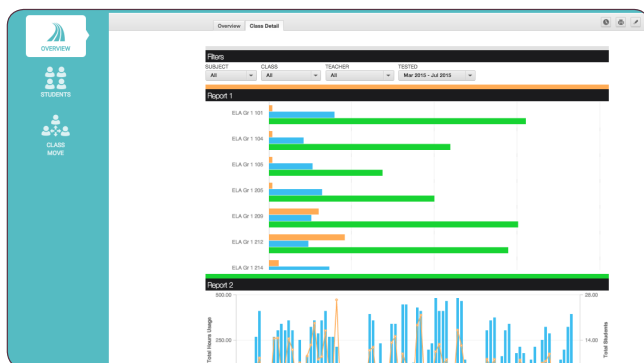 Overview Class Detail
OVERVIEW
STUDENTS
CLASS
MOVE
Filters
SUBJECT CLASS TEACHER TESTED
All All All Mar 2015 - Jul 2015
Report 1
ELA Gr 1 101
ELA Gr 1 104
ELA Gr 1 105
ELA Gr 1 205
ELA Gr 1 209
ELA Gr 1 212
ELA Gr 1 214
Report 2
500.00 28.00
250.00 14.00
Total Hours Usage
Total Students